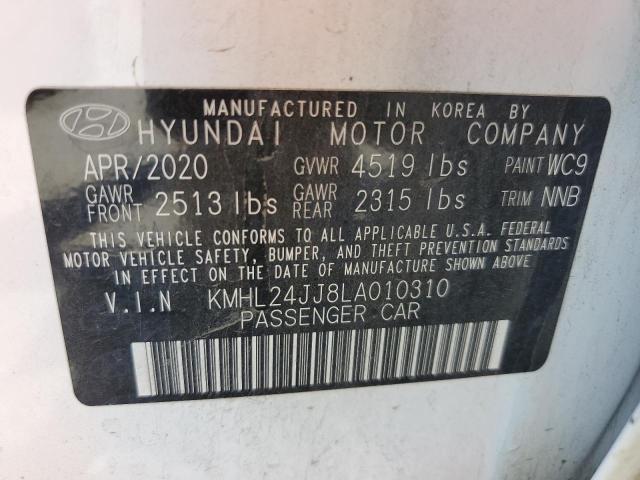 MANUFACTURED IN KOREA BY
HYUNDAI MOTOR COMPANY
APR/2020 GVWR 4519 lbs PAINT WC9
GAWR FRONT 2513 lbs GAWR REAR 2315 lbs TRIM NNB
THIS VEHICLE CONFORMS TO ALL APPLICABLE U.S.A. FEDERAL
MOTOR VEHICLE SAFETY, BUMPER, AND THEFT PREVENTION STANDARDS
IN EFFECT ON THE DATE OF MANUFACTURE SHOWN ABOVE.
V.I.N KMHL24JJ8LA010310
PASSENGER CAR